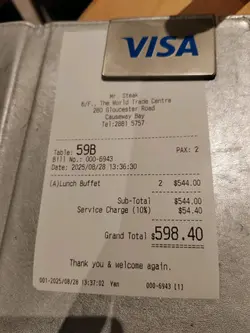 VISA
Mr. Steak
6/F., The World Trade Centre
280 Gloucester Road
Causeway Bay
Tel:2881 5757
Table: 59B PAX: 2
Bill No.: 000-6943
Date: 2025/08/28 13:36:30
(A)Lunch Buffet 2 $544.00
Sub-Total $544.00
Service Charge (10%) $54.40
Grand Total $598.40
Thank you & welcome again.
001-2025/08/28 13:37:02 Van 000-6943 [1]